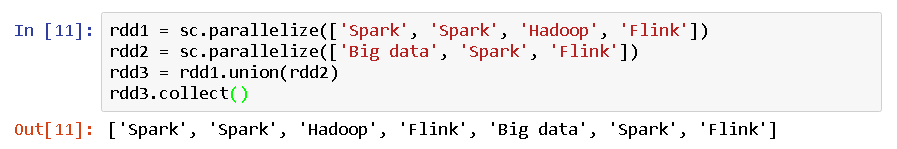 In [11]: rdd1 = sc.parallelize(['Spark', 'Spark', 'Hadoop', 'Flink'])
rdd2 = sc.parallelize(['Big data', 'Spark', 'Flink'])
rdd3 = rdd1.union(rdd2)
rdd3.collect()
Out[11]: ['Spark', 'Spark', 'Hadoop', 'Flink', 'Big data', 'Spark', 'Flink']